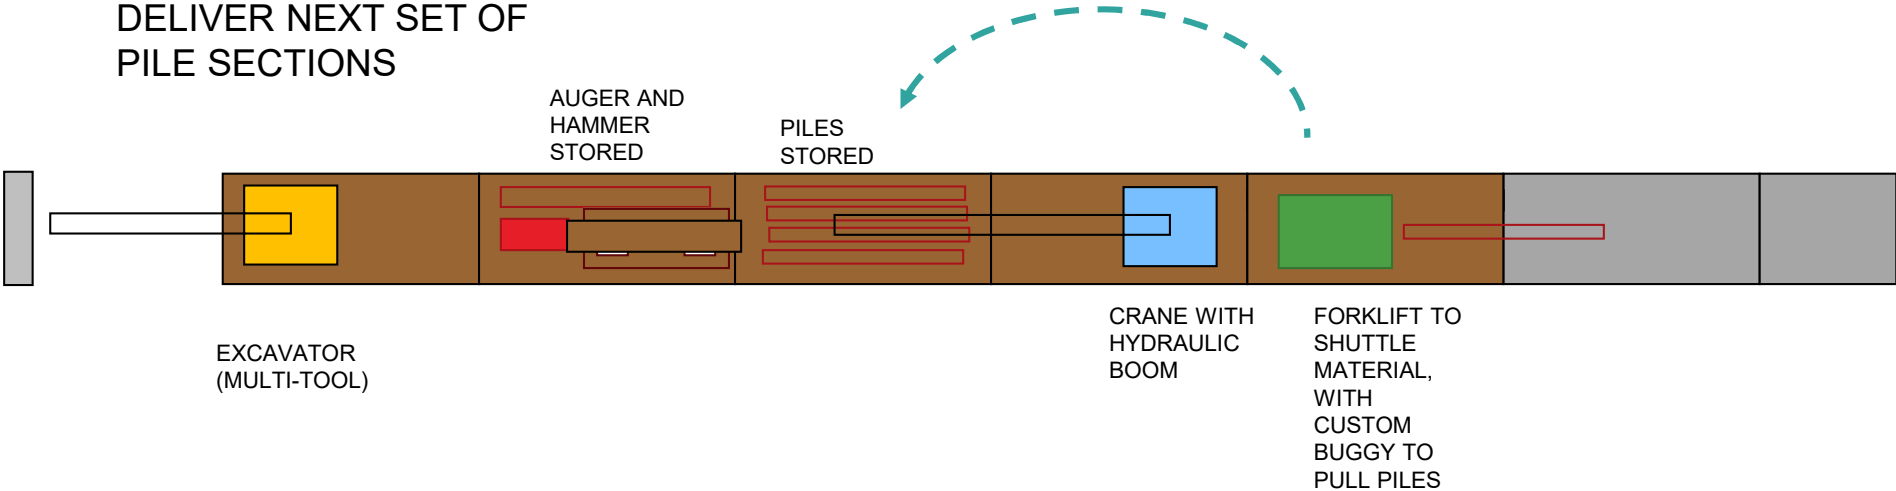 DELIVER NEXT SET OF
PILE SECTIONS
AUGER AND
HAMMER
STORED
PILES
STORED
EXCAVATOR
(MULTI-TOOL)
CRANE WITH
HYDRAULIC
BOOM
FORKLIFT TO
SHUTTLE
MATERIAL,
WITH
CUSTOM
BUGGY TO
PULL PILES